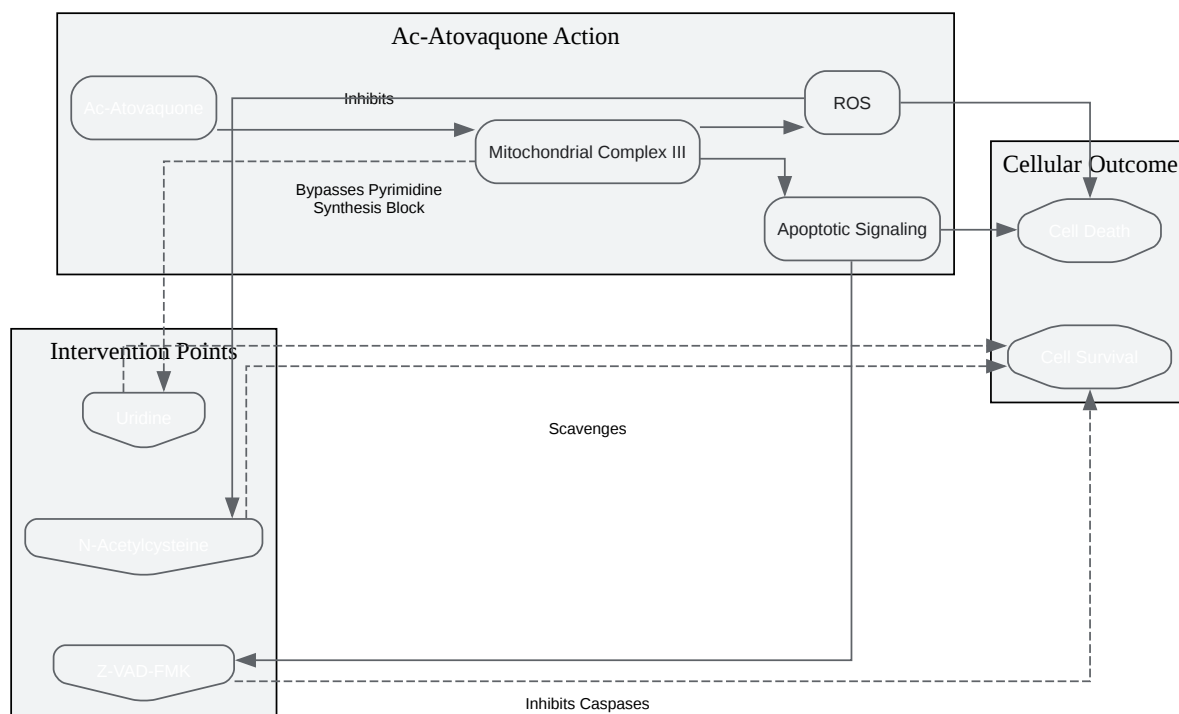 Ac-Atovaquone Action
Ac-Atovaquone
Inhibits
ROS
Mitochondrial Complex III
Bypasses Pyrimidine
Synthesis Block
Apoptotic Signaling
Cellular Outcome
Cell Death
Cell Survival
Intervention Points
Uridine
Scavenges
N-Acetylcysteine
Z-VAD-FMK
Inhibits Caspases